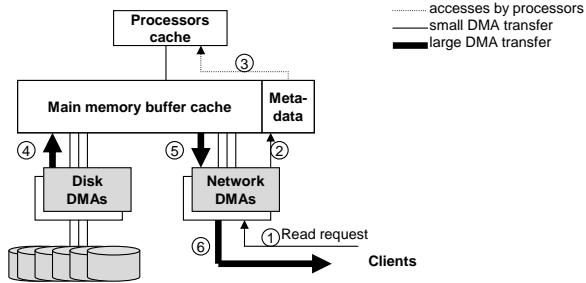 accesses by processors
small DMA transfer
large DMA transfer
Processors
cache
③
Main memory buffer cache
Meta-
data
④
⑤
②
Disk
DMAs
Network
DMAs
① Read request
⑥
Clients